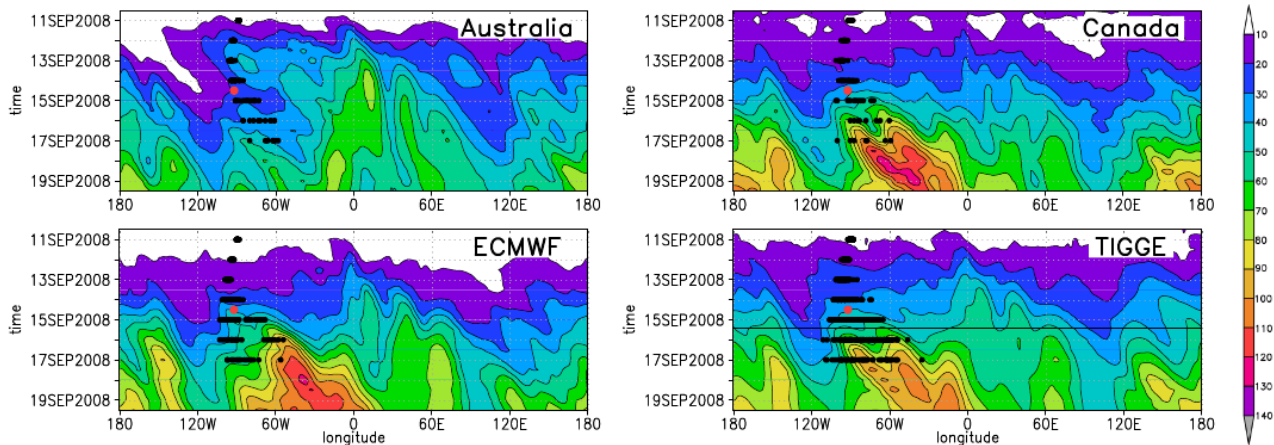 Australia
time
11SEP2008
13SEP2008
15SEP2008
17SEP2008
19SEP2008
180 120W 60W 0 60E 120E 180
Canada
time
11SEP2008
13SEP2008
15SEP2008
17SEP2008
19SEP2008
180 120W 60W 0 60E 120E 180
ECMWF
time
11SEP2008
13SEP2008
15SEP2008
17SEP2008
19SEP2008
180 120W 60W 0 60E 120E 180
longitude
TIGGE
time
11SEP2008
13SEP2008
15SEP2008
17SEP2008
19SEP2008
180 120W 60W 0 60E 120E 180
longitude
10
20
30
40
50
60
70
80
90
100
110
120
130
140